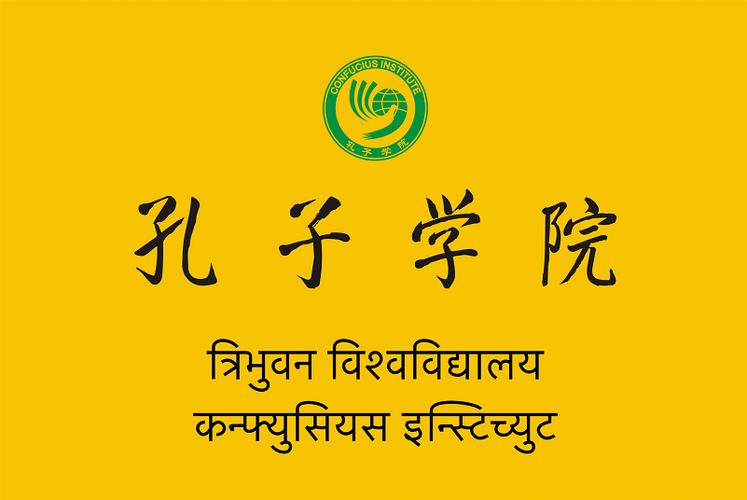 CONFUCIUS INSTITUTE
孔子学院
孔子学院
त्रिभुवन विश्वविद्यालय
कन्फ्युसियस इन्स्टिच्युट